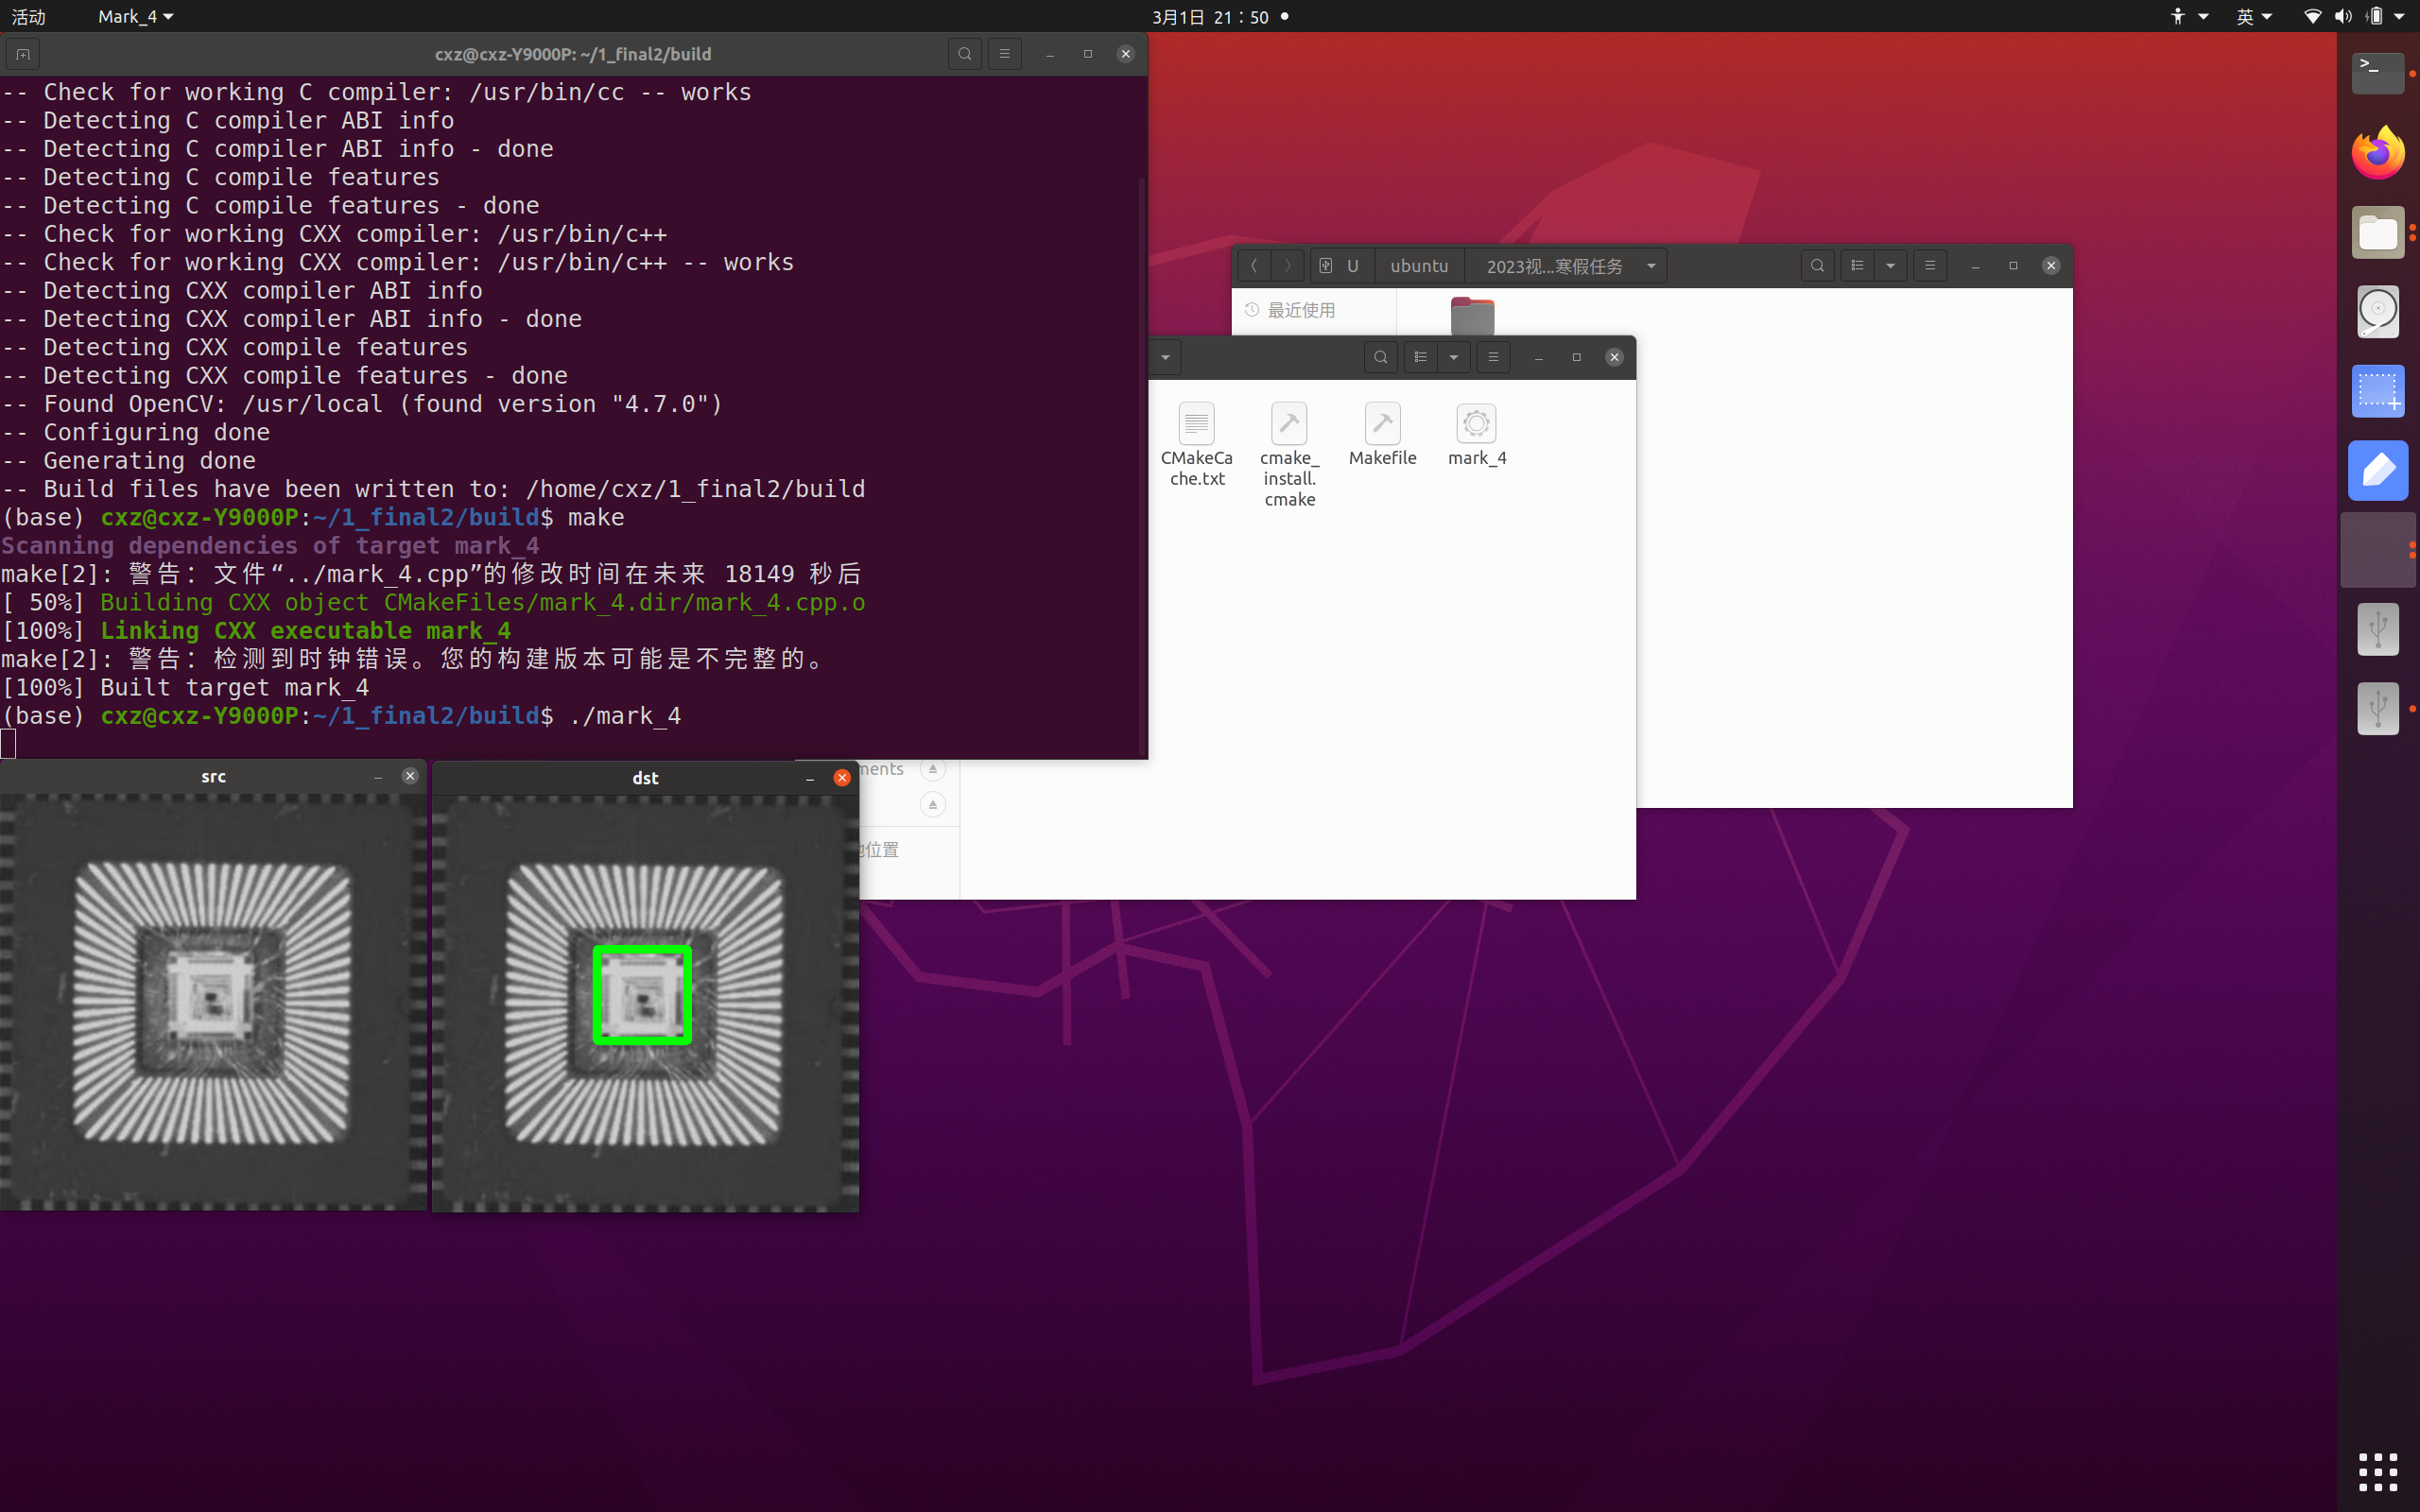 活动
Mark_4
3月1日 21：50
英
cxz@cxz-Y9000P: ~/1_final2/build
-- Check for working C compiler: /usr/bin/cc -- works
-- Detecting C compiler ABI info
-- Detecting C compiler ABI info - done
-- Detecting C compile features
-- Detecting C compile features - done
-- Check for working CXX compiler: /usr/bin/c++
-- Check for working CXX compiler: /usr/bin/c++ -- works
-- Detecting CXX compiler ABI info
-- Detecting CXX compiler ABI info - done
-- Detecting CXX compile features
-- Detecting CXX compile features - done
-- Found OpenCV: /usr/local (found version "4.7.0")
-- Configuring done
-- Generating done
-- Build files have been written to: /home/cxz/1_final2/build
(base) cxz@cxz-Y9000P:~/1_final2/build$ make
Scanning dependencies of target mark_4
make[2]: 警告：文件“../mark_4.cpp”的修改时间在未来 18149 秒后
[ 50%] Building CXX object CMakeFiles/mark_4.dir/mark_4.cpp.o
[100%] Linking CXX executable mark_4
make[2]: 警告：检测到时钟错误。您的构建版本可能是不完整的。
[100%] Built target mark_4
(base) cxz@cxz-Y9000P:~/1_final2/build$ ./mark_4
U
ubuntu
2023视...寒假任务
最近使用
CMakeCa
che.txt
cmake_
install.
cmake
Makefile
mark_4
ments
位置
src
dst
>_